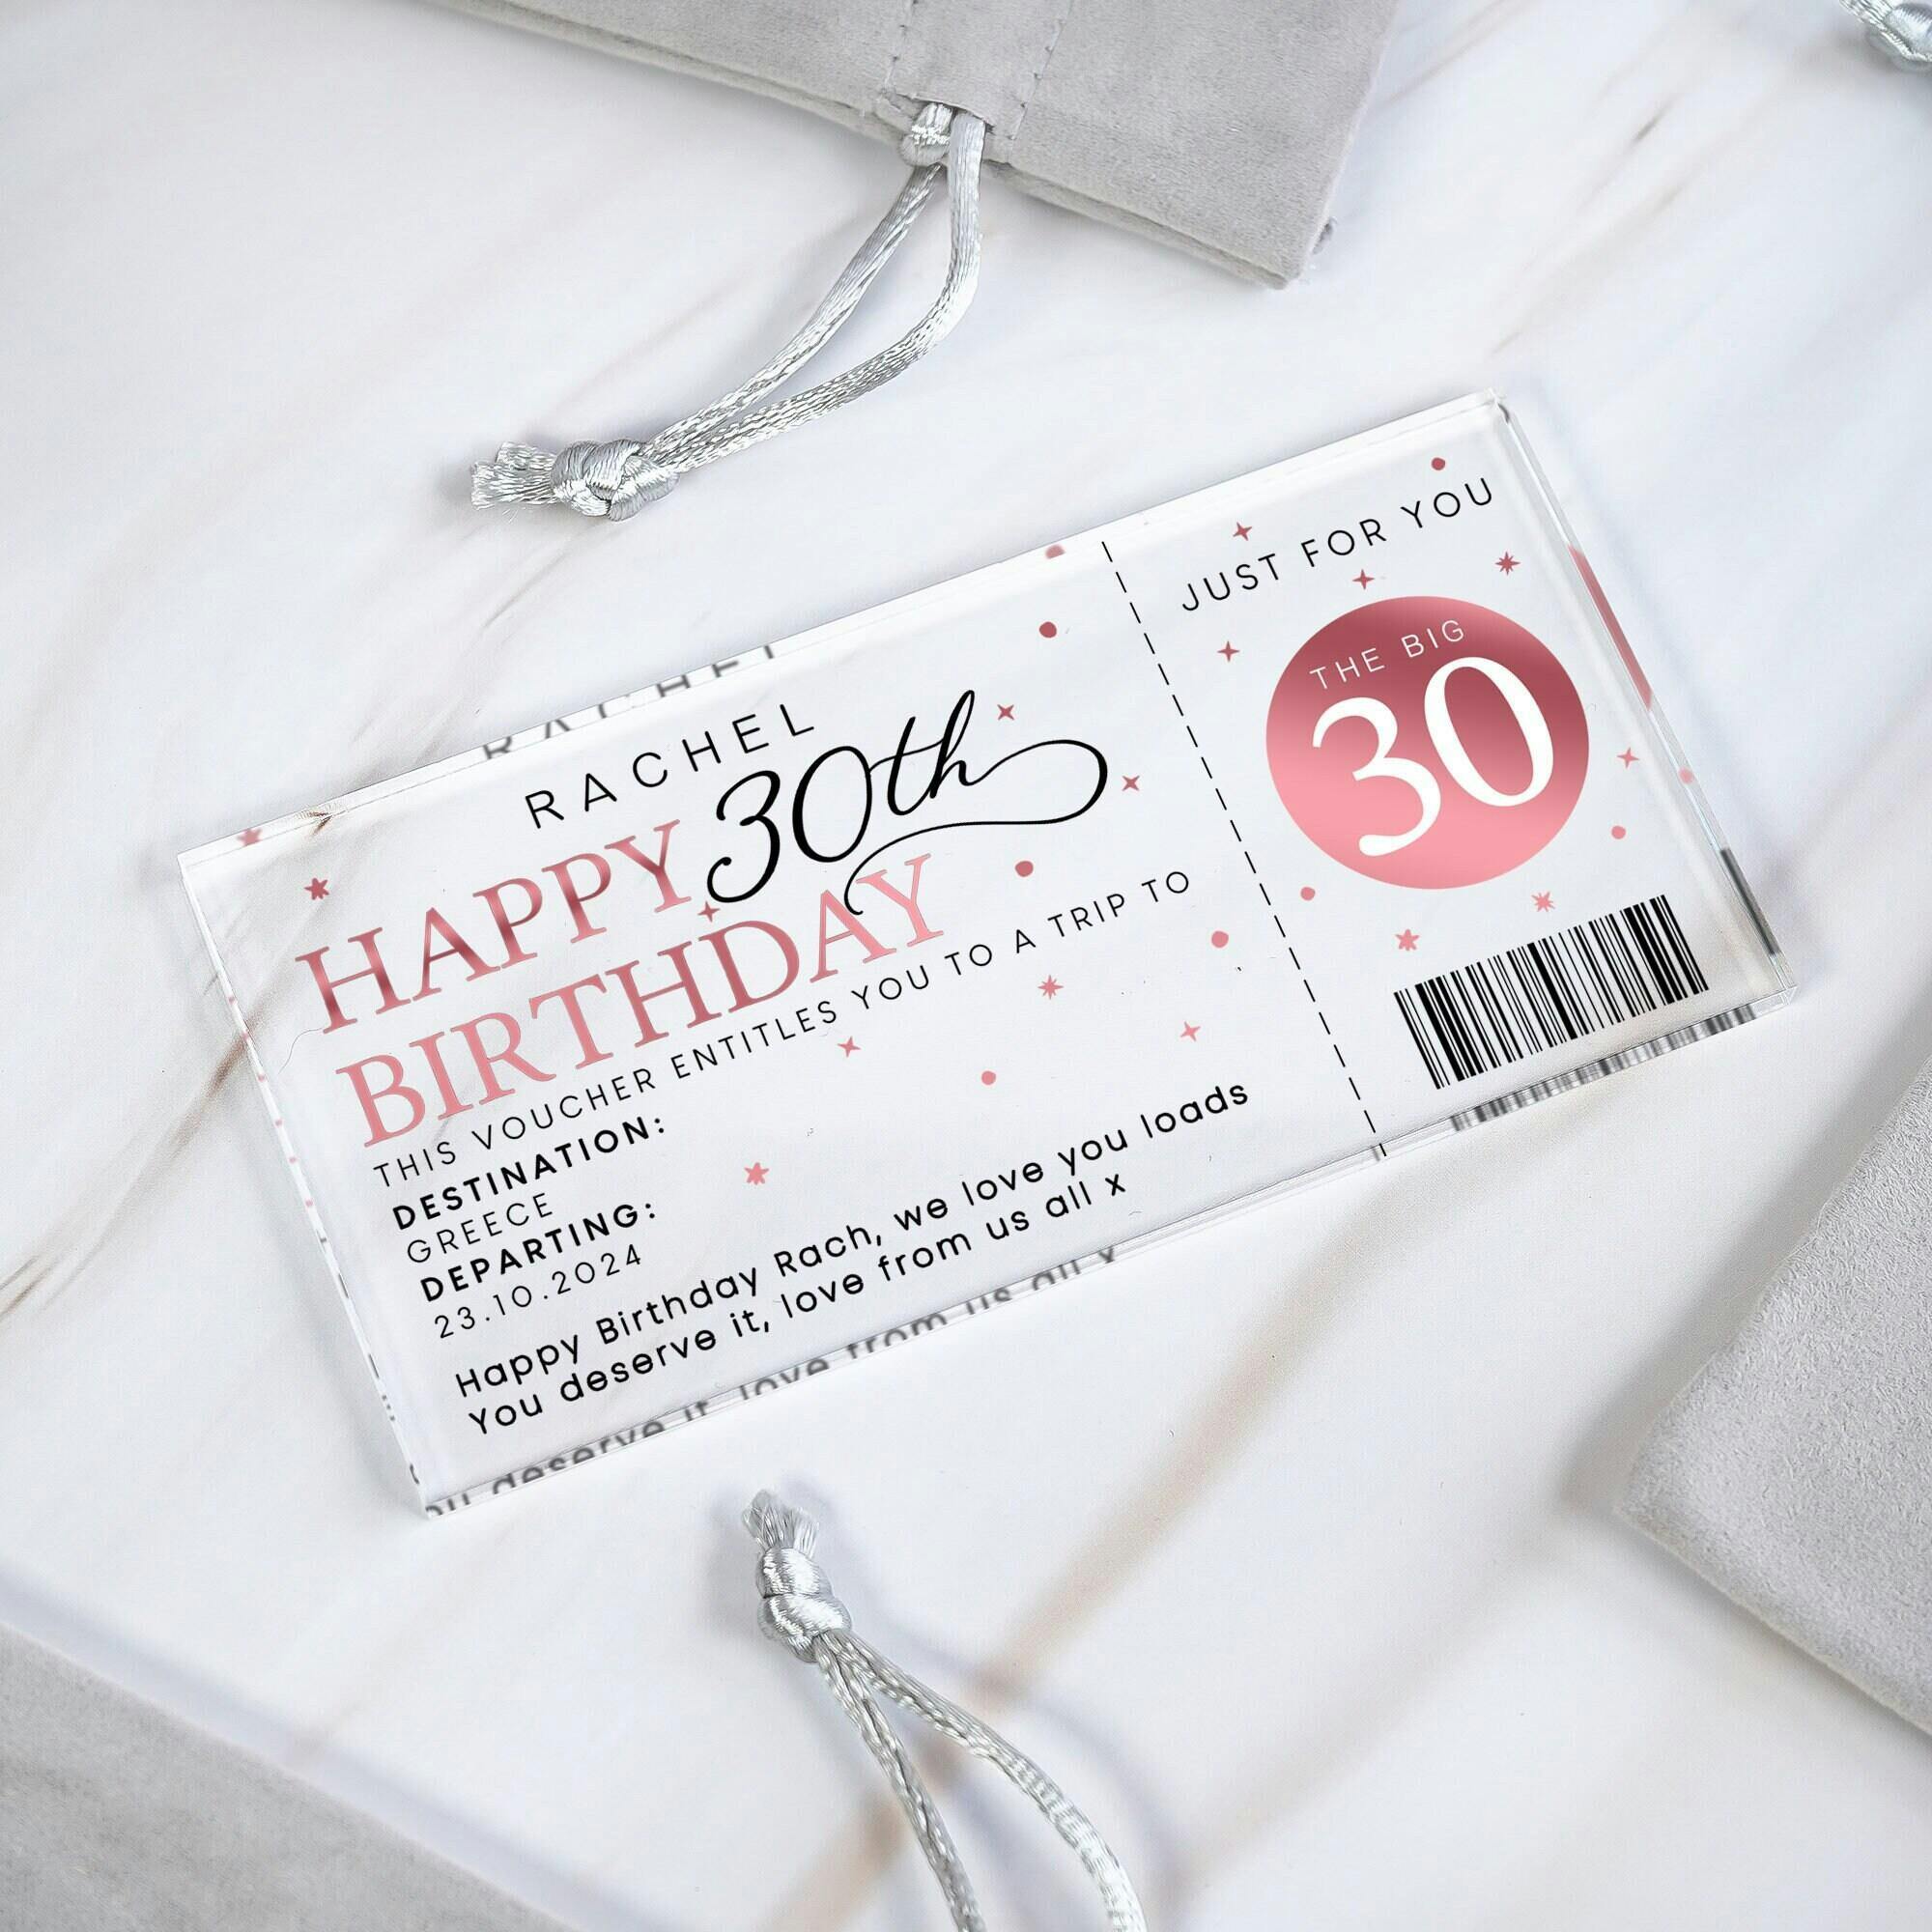 RACHEL
HAPPY 30th
BIRTHDAY
THIS VOUCHER ENTITLES YOU TO A TRIP TO
DESTINATION:
GREECE
DEPARTING:
23.10.2024
Happy Birthday Rach, we love you loads
You deserve it, love from us all x
JUST FOR YOU
THE BIG
30